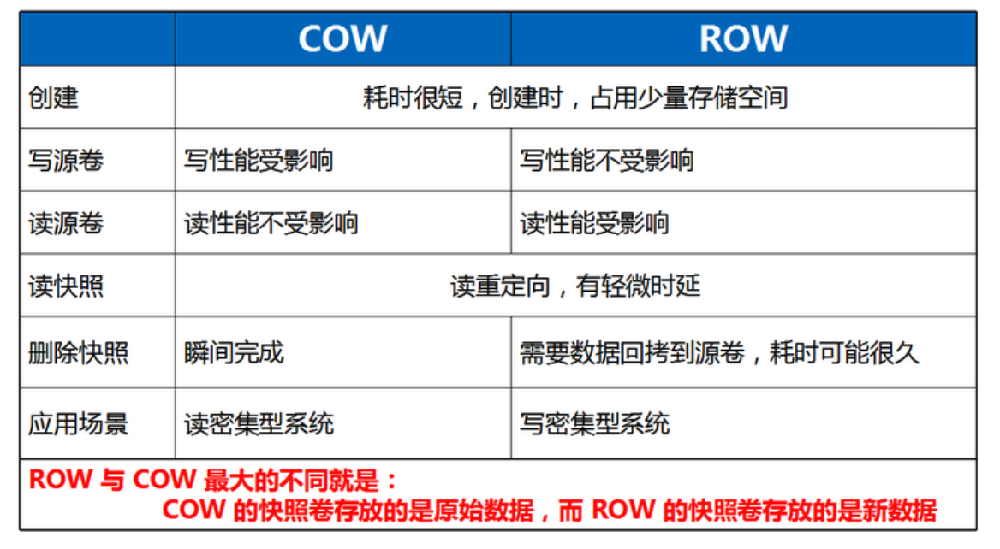 COW ROW
创建 耗时很短，创建时，占用少量存储空间
写源卷 写性能受影响 写性能不受影响
读源卷 读性能不受影响 读性能受影响
读快照 读重定向，有轻微时延
删除快照 瞬间完成 需要数据回拷到源卷，耗时可能很久
应用场景 读密集型系统 写密集型系统
ROW 与 COW 最大的不同就是：
COW 的快照卷存放的是原始数据，而 ROW 的快照卷存放的是新数据